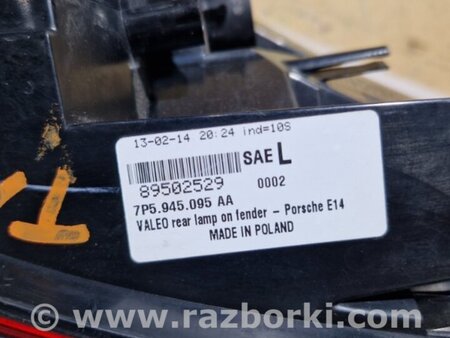 13-02-14 20:24 ind=10S
SAE L
89502529 0002
7P5.945.095 AA
VALEO rear lamp on fender - Porsche E14
MADE IN POLAND
© www.razborki.com